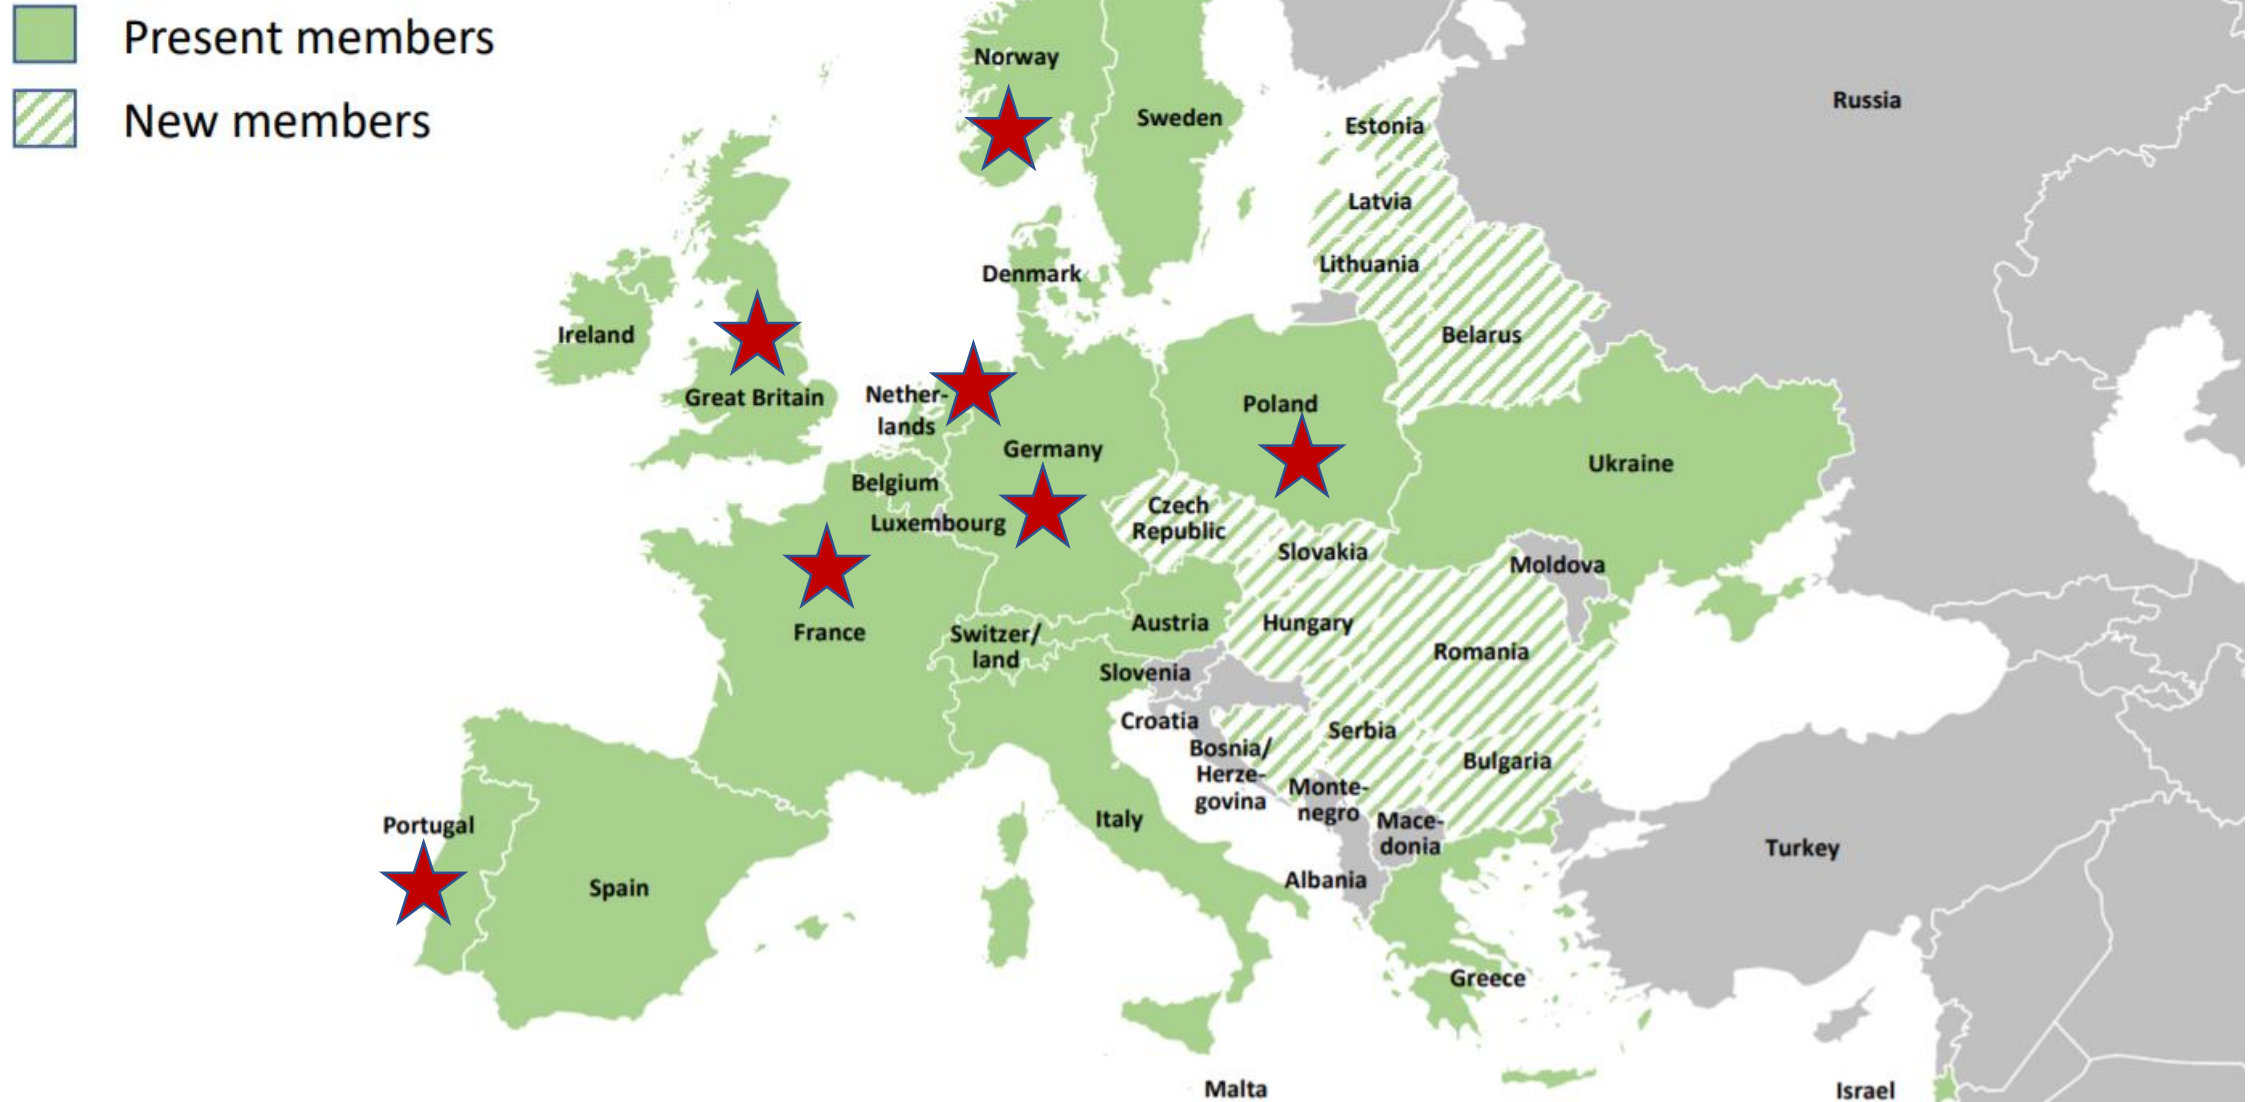 Present members
New members
Norway
Sweden
Russia
Estonia
Latvia
Lithuania
Denmark
Ireland
Belarus
Great Britain
Nether-
lands
Poland
Germany
Ukraine
Belgium
Czech
Republic
Luxembourg
Slovakia
Moldova
France
Switzer/
land
Austria
Hungary
Romania
Slovenia
Croatia
Serbia
Bosnia/
Herze-
govina
Bulgaria
Monte-
negro
Mace-
donia
Portugal
Italy
Turkey
Spain
Albania
Greece
Malta
Israel